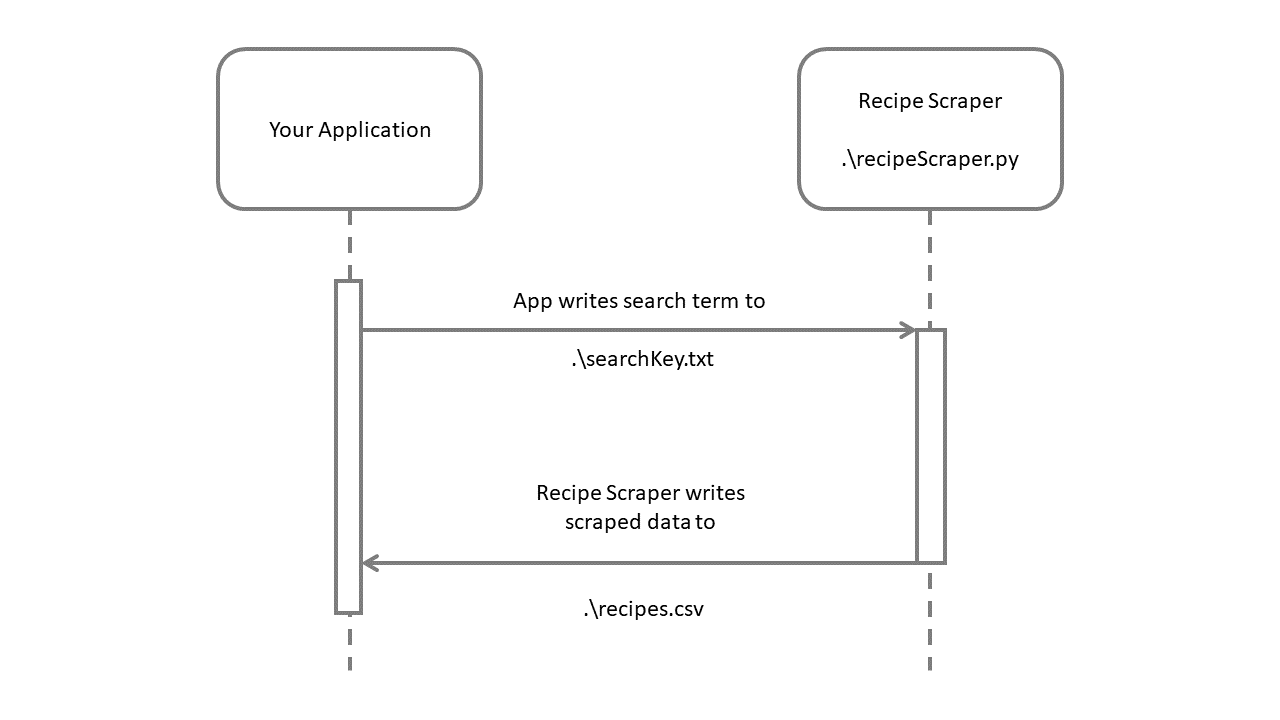 Your Application
Recipe Scraper
.\recipeScraper.py
App writes search term to
.\searchKey.txt
Recipe Scraper writes
scraped data to
.\recipes.csv